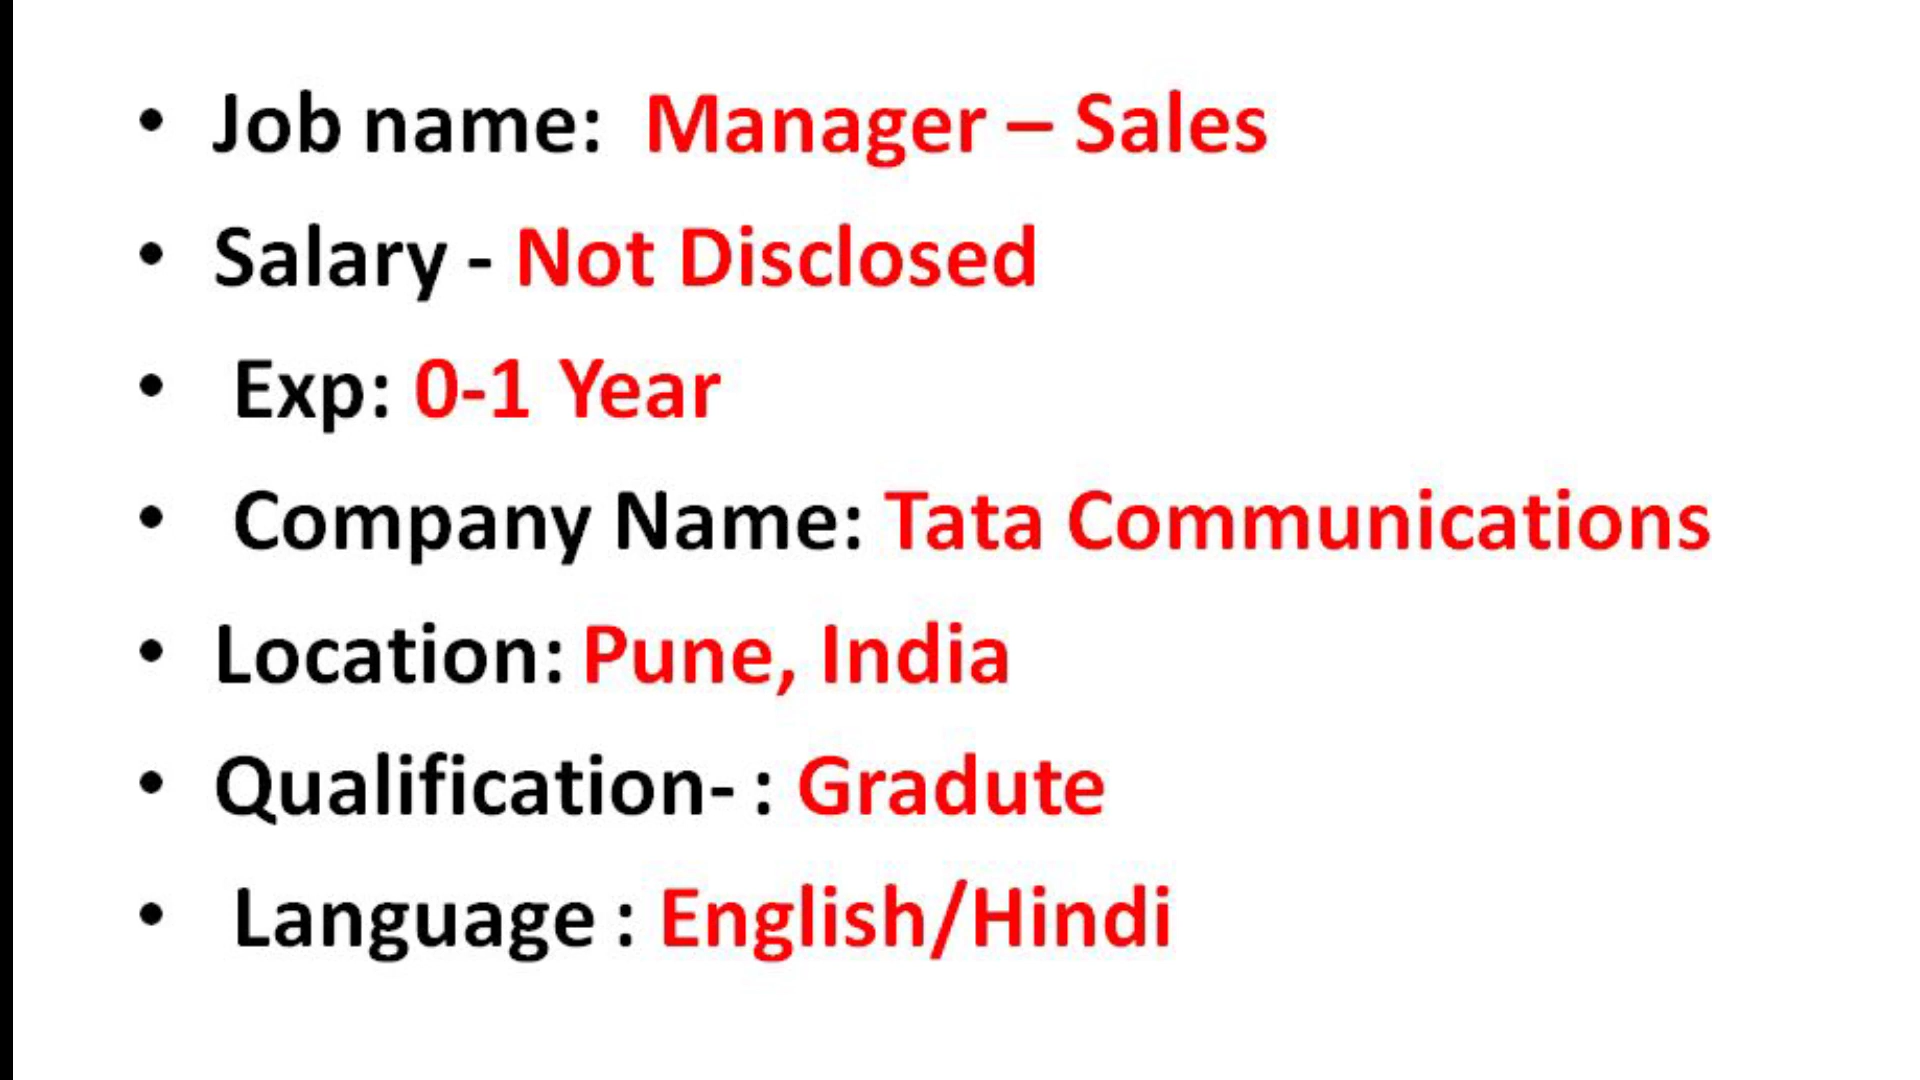 • Job name: Manager – Sales
• Salary - Not Disclosed
• Exp: 0-1 Year
• Company Name: Tata Communications
• Location: Pune, India
• Qualification- : Gradute
• Language : English/Hindi